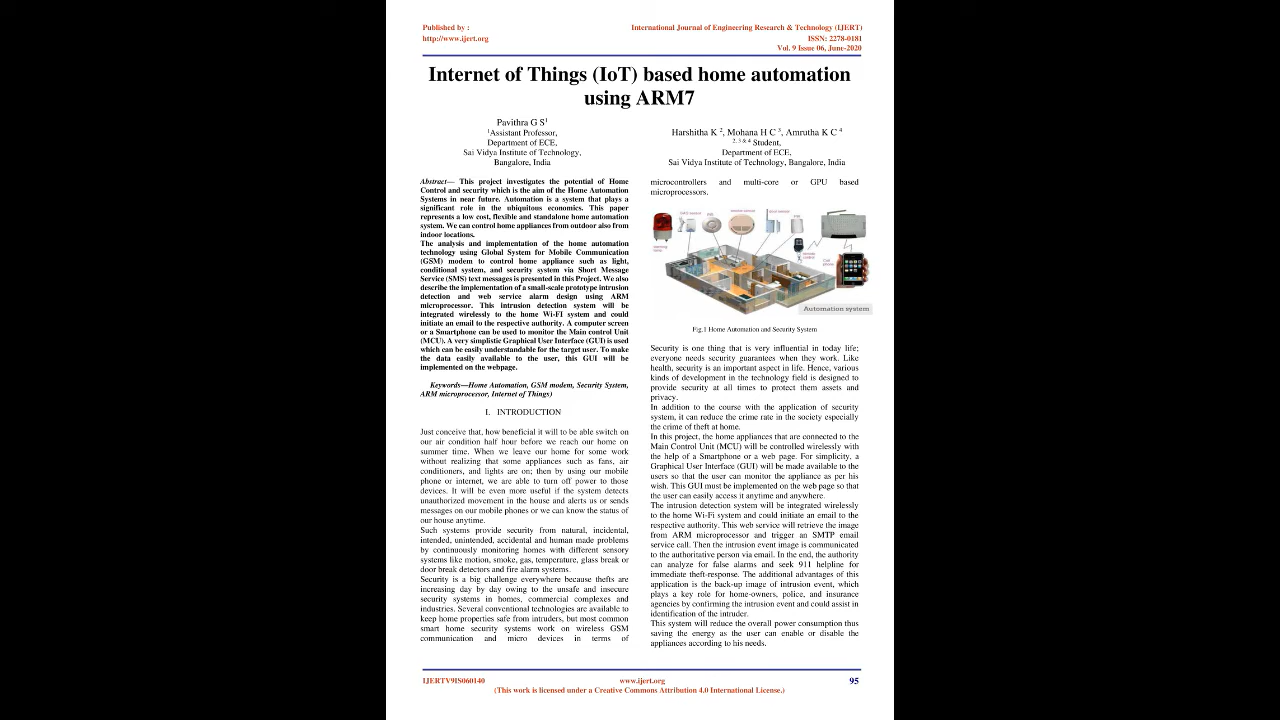 Published by :
http://www.ijert.org
International Journal of Engineering Research & Technology (IJERT)
ISSN: 2278-0181
Vol. 9 Issue 06, June-2020
Internet of Things (IoT) based home automation
using ARM7
Pavithra G S1
1Assistant Professor,
Department of ECE,
Sai Vidya Institute of Technology,
Bangalore, India
Harshitha K 2, Mohana H C 3, Amrutha K C 4
2, 3 & 4 Student,
Department of ECE,
Sai Vidya Institute of Technology, Bangalore, India
Abstract— This project investigates the potential of Home
Control and security which is the aim of the Home Automation
Systems in near future. Automation is a system that plays a
significant role in the ubiquitous economics. This paper
represents a low cost, flexible and standalone home automation
system. We can control home appliances from outdoor also from
indoor locations.
The analysis and implementation of the home automation
technology using Global System for Mobile Communication
(GSM) modem to control home appliance such as light,
conditional system, and security system via Short Message
Service (SMS) text messages is presented in this Project. We also
describe the implementation of a small-scale prototype intrusion
detection and web service alarm design using ARM
microprocessor. This intrusion detection system will be
integrated wirelessly to the home Wi-FI system and could
initiate an email to the respective authority. A computer screen
or a Smartphone can be used to monitor the Main control Unit
(MCU). A very simplistic Graphical User Interface (GUI) is used
which can be easily understandable for the target user. To make
the data easily available to the user, this GUI will be
implemented on the webpage.
Keywords—Home Automation, GSM modem, Security System,
ARM microprocessor, Internet of Things)
I. INTRODUCTION
Just conceive that, how beneficial it will to be able switch on
our air condition half hour before we reach our home on
summer time. When we leave our home for some work
without realizing that some appliances such as fans, air
conditioners, and lights are on; then by using our mobile
phone or internet, we are able to turn off power to those
devices. It will be even more useful if the system detects
unauthorized movement in the house and alerts us or sends
messages on our mobile phones or we can know the status of
our house anytime.
Such systems provide security from natural, incidental,
intended, unintended, accidental and human made problems
by continuously monitoring homes with different sensory
systems like motion, smoke, gas, temperature, glass break or
door break detectors and fire alarm systems.
Security is a big challenge everywhere because thefts are
increasing day by day owing to the unsafe and insecure
security systems in homes, commercial complexes and
industries. Several conventional technologies are available to
keep home properties safe from intruders, but most common
smart home security systems work on wireless GSM
communication and micro devices in terms of
microcontrollers and multi-core or GPU based
microprocessors.
Automation system
Fig.1 Home Automation and Security System
Security is one thing that is very influential in today life;
everyone needs security guarantees when they work. Like
health, security is an important aspect in life. Hence, various
kinds of development in the technology field is designed to
provide security at all times to protect them assets and
privacy.
In addition to the course with the application of security
system, it can reduce the crime rate in the society especially
the crime of theft at home.
In this project, the home appliances that are connected to the
Main Control Unit (MCU) will be controlled wirelessly with
the help of a Smartphone or a web page. For simplicity, a
Graphical User Interface (GUI) will be made available to the
users so that the user can monitor the appliance as per his
wish. This GUI must be implemented on the web page so that
the user can easily access it anytime and anywhere.
The intrusion detection system will be integrated wirelessly
to the home Wi-Fi system and could initiate an email to the
respective authority. This web service will retrieve the image
from ARM microprocessor and trigger an SMTP email
service call. Then the intrusion event image is communicated
to the authoritative person via email. In the end, the authority
can analyze for false alarms and seek 911 helpline for
immediate theft-response. The additional advantages of this
application is the back-up image of intrusion event, which
plays a key role for home-owners, police, and insurance
agencies by confirming the intrusion event and could assist in
identification of the intruder.
This system will reduce the overall power consumption thus
saving the energy as the user can enable or disable the
appliances according to his needs.
IJERTV9IS060140
www.ijert.org
95
(This work is licensed under a Creative Commons Attribution 4.0 International License.)